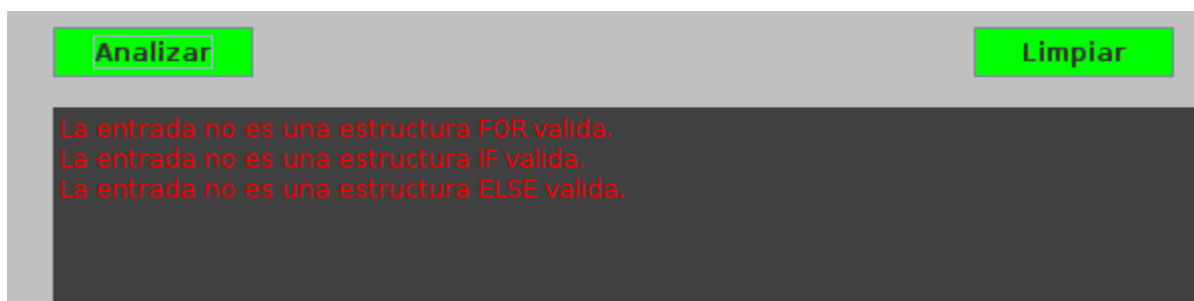 Analizar
Limpiar
La entrada no es una estructura FOR valida.
La entrada no es una estructura IF valida.
La entrada no es una estructura ELSE valida.